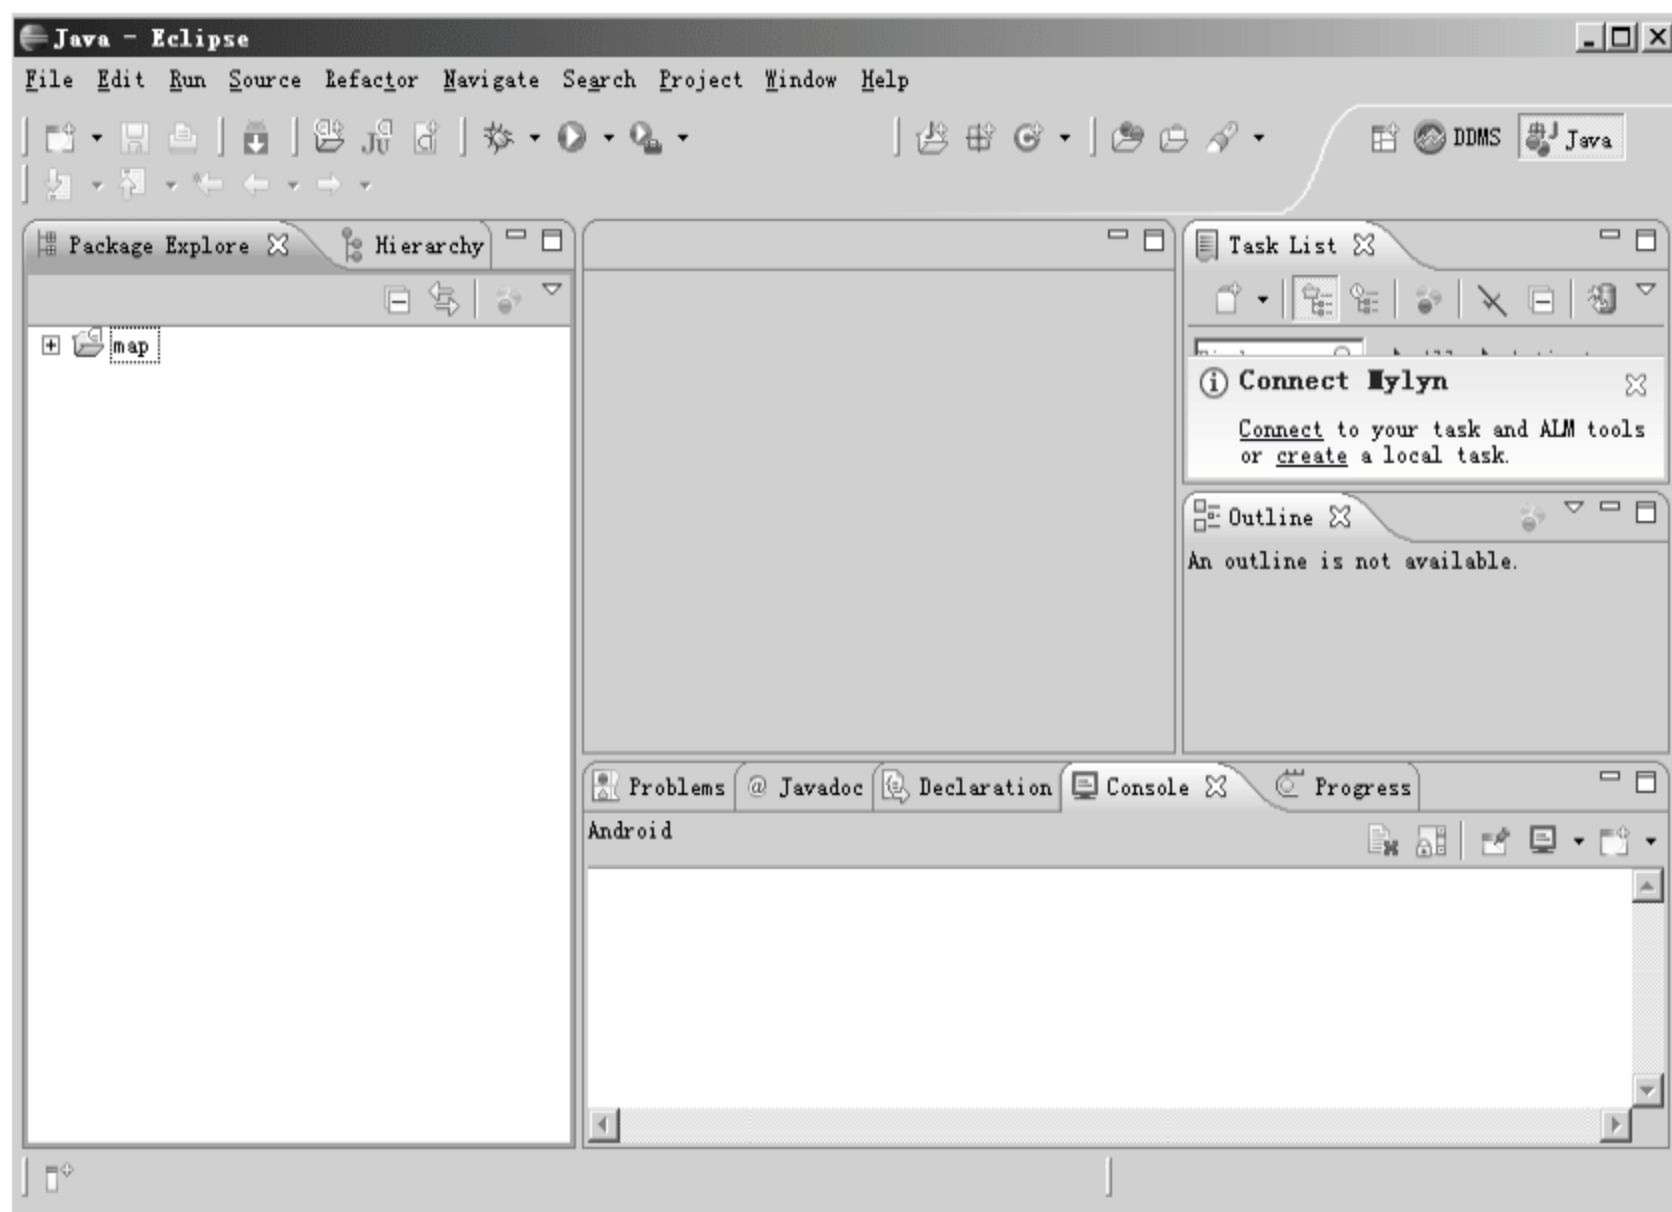 Java - Eclipse
File Edit Run Source Refactor Navigate Search Project Window Help
DDMS Java
Package Explore Hierarchy
Task List
map
Connect Mylyn
Connect to your task and ALM tools
or create a local task.
Outline
An outline is not available.
Problems @ Javadoc Declaration Console Progress
Android